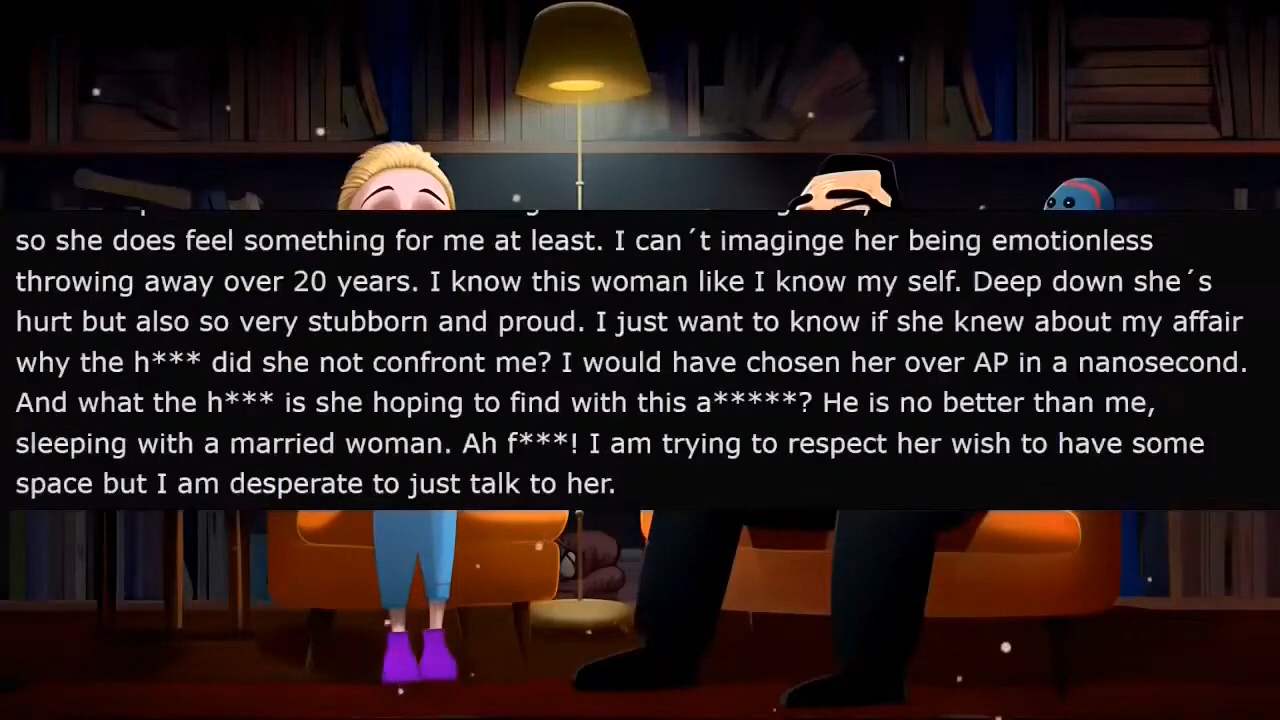 so she does feel something for me at least. I can´t imaginge her being emotionless
throwing away over 20 years. I know this woman like I know my self. Deep down she´s
hurt but also so very stubborn and proud. I just want to know if she knew about my affair
why the h*** did she not confront me? I would have chosen her over AP in a nanosecond.
And what the h*** is she hoping to find with this a*****? He is no better than me,
sleeping with a married woman. Ah f***! I am trying to respect her wish to have some
space but I am desperate to just talk to her.